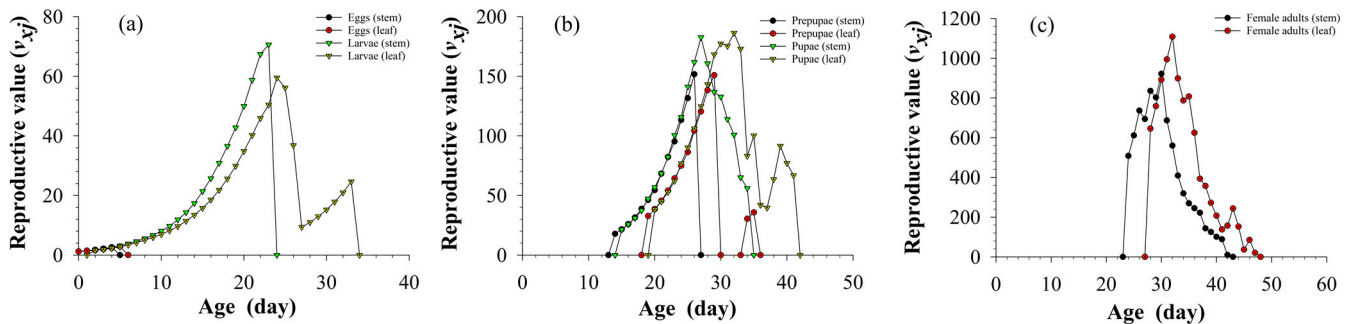 (a)
Eggs (stem)
Eggs (leaf)
Larvae (stem)
Larvae (leaf)
Reproductive value (vxj)
80
60
40
20
0
0 10 20 30 40
Age (day)
(b)
Prepupae (stem)
Prepupae (leaf)
Pupae (stem)
Pupae (leaf)
Reproductive value (vxj)
200
150
100
50
0
0 10 20 30 40 50
Age (day)
(c)
Female adults (stem)
Female adults (leaf)
Reproductive value (vxj)
1200
1000
800
600
400
200
0
0 10 20 30 40 50 60
Age (day)